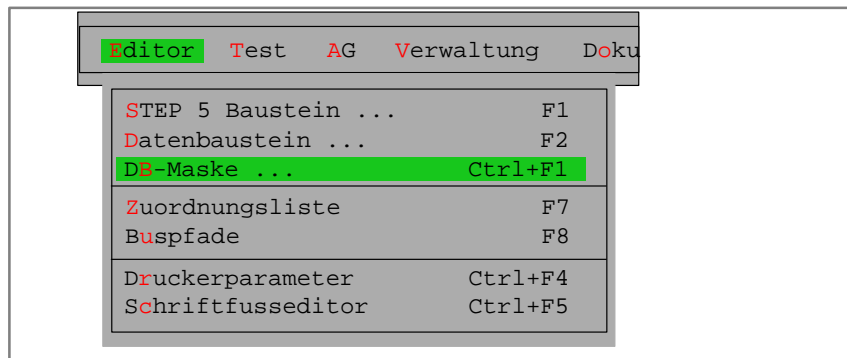 Editor Test AG Verwaltung Doku
STEP 5 Baustein ... F1
Datenbaustein ... F2
DB-Maske ... Ctrl+F1
Zuordnungsliste F7
Buspfade F8
Druckerparameter Ctrl+F4
Schriftfusseditor Ctrl+F5